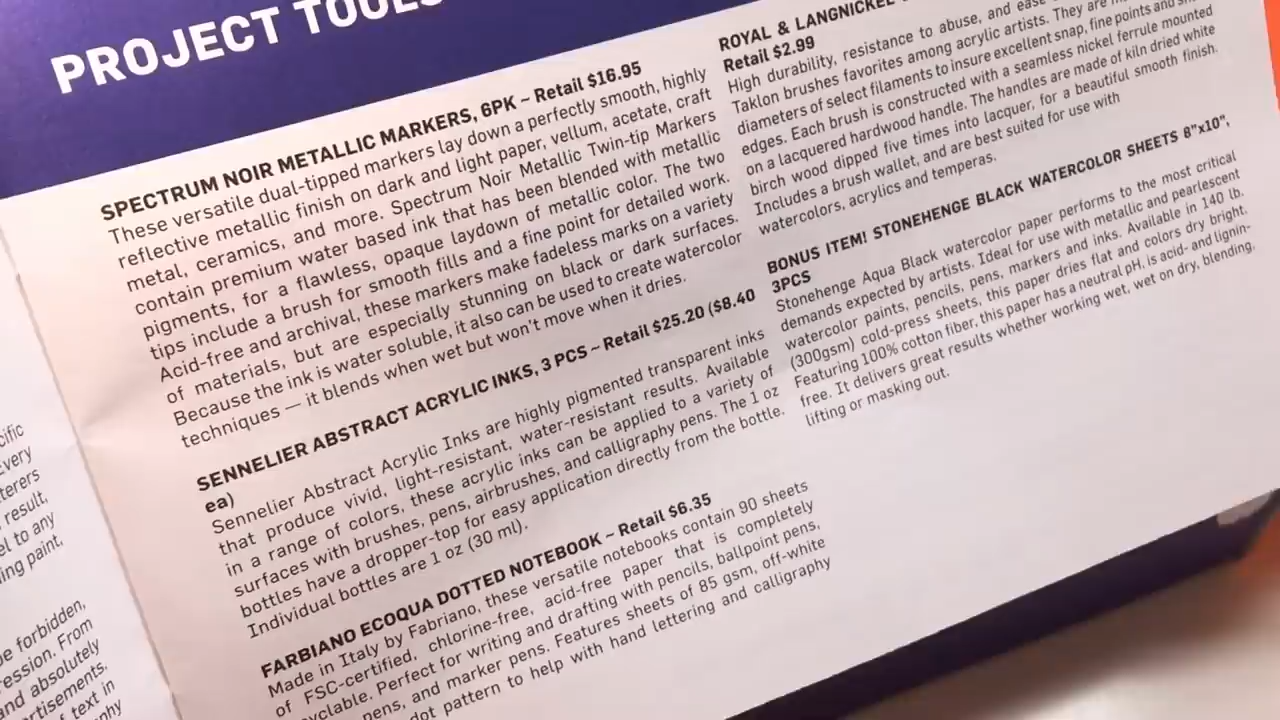 PROJECT TOOLS
SPECTRUM NOIR METALLIC MARKERS, 6PK ~ Retail $16.95
These versatile dual-tipped markers lay down a perfectly smooth, highly
reflective metallic finish on dark and light paper, vellum, acetate, craft
metal, ceramics, and more. Spectrum Noir Metallic Twin-tip Markers
contain premium water based ink that has been blended with metallic
pigments, for a flawless, opaque laydown of metallic color. The two
tips include a brush for smooth fills and a fine point for detailed work.
Acid-free and archival, these markers make fadeless marks on a variety
of materials, but are especially stunning on black or dark surfaces.
Because the ink is water soluble, it also can be used to create watercolor
techniques — it blends when wet but won't move when it dries.
SENNELIER ABSTRACT ACRYLIC INKS, 3 PCS ~ Retail $25.20 ($8.40
ea)
Sennelier Abstract Acrylic Inks are highly pigmented transparent inks
that produce vivid, light-resistant, water-resistant results. Available
in a range of colors, these acrylic inks can be applied to a variety of
surfaces with brushes, pens, airbrushes, and calligraphy pens. The 1 oz
bottles have a dropper-top for easy application directly from the bottle.
Individual bottles are 1 oz (30 ml).
FARBIANO ECOQUA DOTTED NOTEBOOK ~ Retail $6.35
Made in Italy by Fabriano, these versatile notebooks contain 90 sheets
of FSC-certified, chlorine-free, acid-free paper that is completely
Perfect for writing and drafting with pencils, ballpoint pens,
pens, and marker pens. Features sheets of 85 gsm, off-white
dot pattern to help with hand lettering and calligraphy
ROYAL & LANGNICKEL
Retail $2.99
High durability, resistance to abuse, and ease
Taklon brushes favorites among acrylic artists. They are
diameters of select filaments to insure excellent snap, fine points and
edges. Each brush is constructed with a seamless nickel ferrule mounted
on a lacquered hardwood handle. The handles are made of kiln dried white
birch wood dipped five times into lacquer, for a beautiful smooth finish.
Includes a brush wallet, and are best suited for use with
watercolors, acrylics and temperas.
BONUS ITEM! STONEHENGE BLACK WATERCOLOR SHEETS 8"x10",
3PCS
Stonehenge Aqua Black watercolor paper performs to the most critical
demands expected by artists. Ideal for use with metallic and pearlescent
watercolor paints, pencils, pens, markers and inks. Available in 140 lb.
(300gsm) cold-press sheets, this paper dries flat and colors dry bright.
Featuring 100% cotton fiber, this paper has a neutral pH, is acid- and lignin-
free. It delivers great results whether working wet, wet on dry, blending,
lifting or masking out.